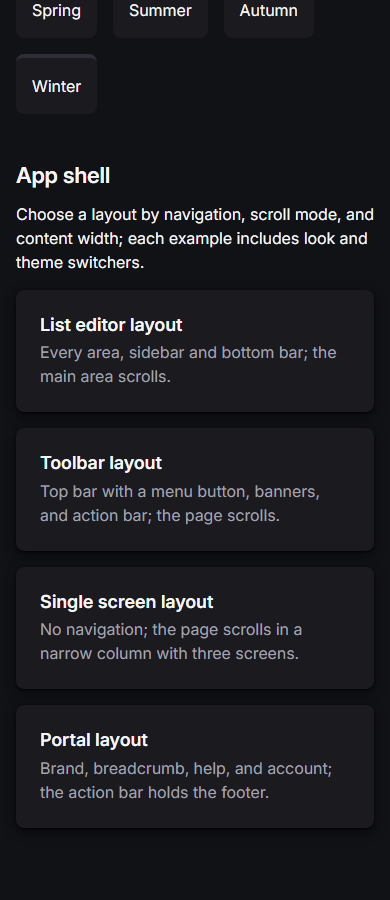 Spring Summer Autumn
Winter
App shell
Choose a layout by navigation, scroll mode, and
content width; each example includes look and
theme switchers.
List editor layout
Every area, sidebar and bottom bar; the
main area scrolls.
Toolbar layout
Top bar with a menu button, banners,
and action bar; the page scrolls.
Single screen layout
No navigation; the page scrolls in a
narrow column with three screens.
Portal layout
Brand, breadcrumb, help, and account;
the action bar holds the footer.